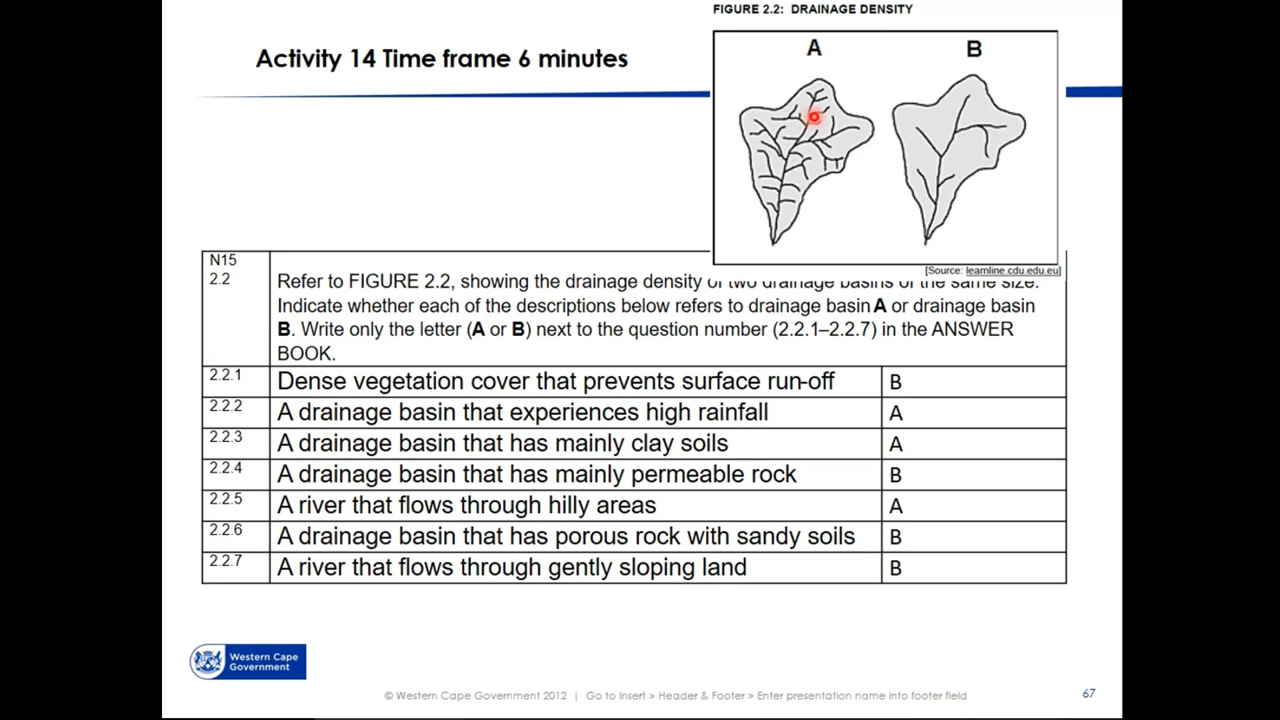 FIGURE 2.2: DRAINAGE DENSITY
Activity 14 Time frame 6 minutes
A B
[Source: learnline.cdu.edu.eu]
N15
2.2
Refer to FIGURE 2.2, showing the drainage density of two drainage basins of the same size.
Indicate whether each of the descriptions below refers to drainage basin A or drainage basin
B. Write only the letter (A or B) next to the question number (2.2.1–2.2.7) in the ANSWER
BOOK.
2.2.1 Dense vegetation cover that prevents surface run-off B
2.2.2 A drainage basin that experiences high rainfall A
2.2.3 A drainage basin that has mainly clay soils A
2.2.4 A drainage basin that has mainly permeable rock B
2.2.5 A river that flows through hilly areas A
2.2.6 A drainage basin that has porous rock with sandy soils B
2.2.7 A river that flows through gently sloping land B
Western Cape
Government
© Western Cape Government 2012 | Go to Insert > Header & Footer > Enter presentation name into footer field
67